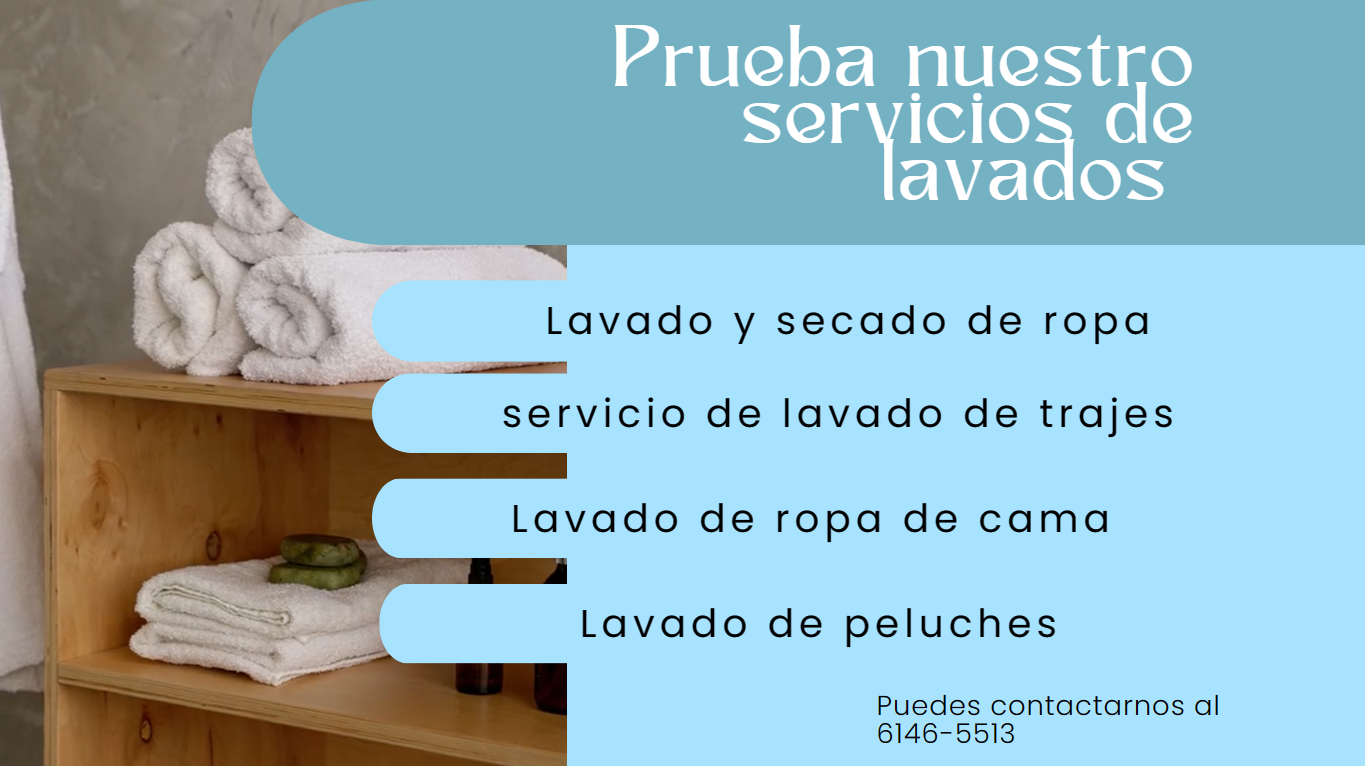 Prueba nuestro
servicios de
lavados
Lavado y secado de ropa
servicio de lavado de trajes
Lavado de ropa de cama
Lavado de peluches
Puedes contactarnos al
6146-5513